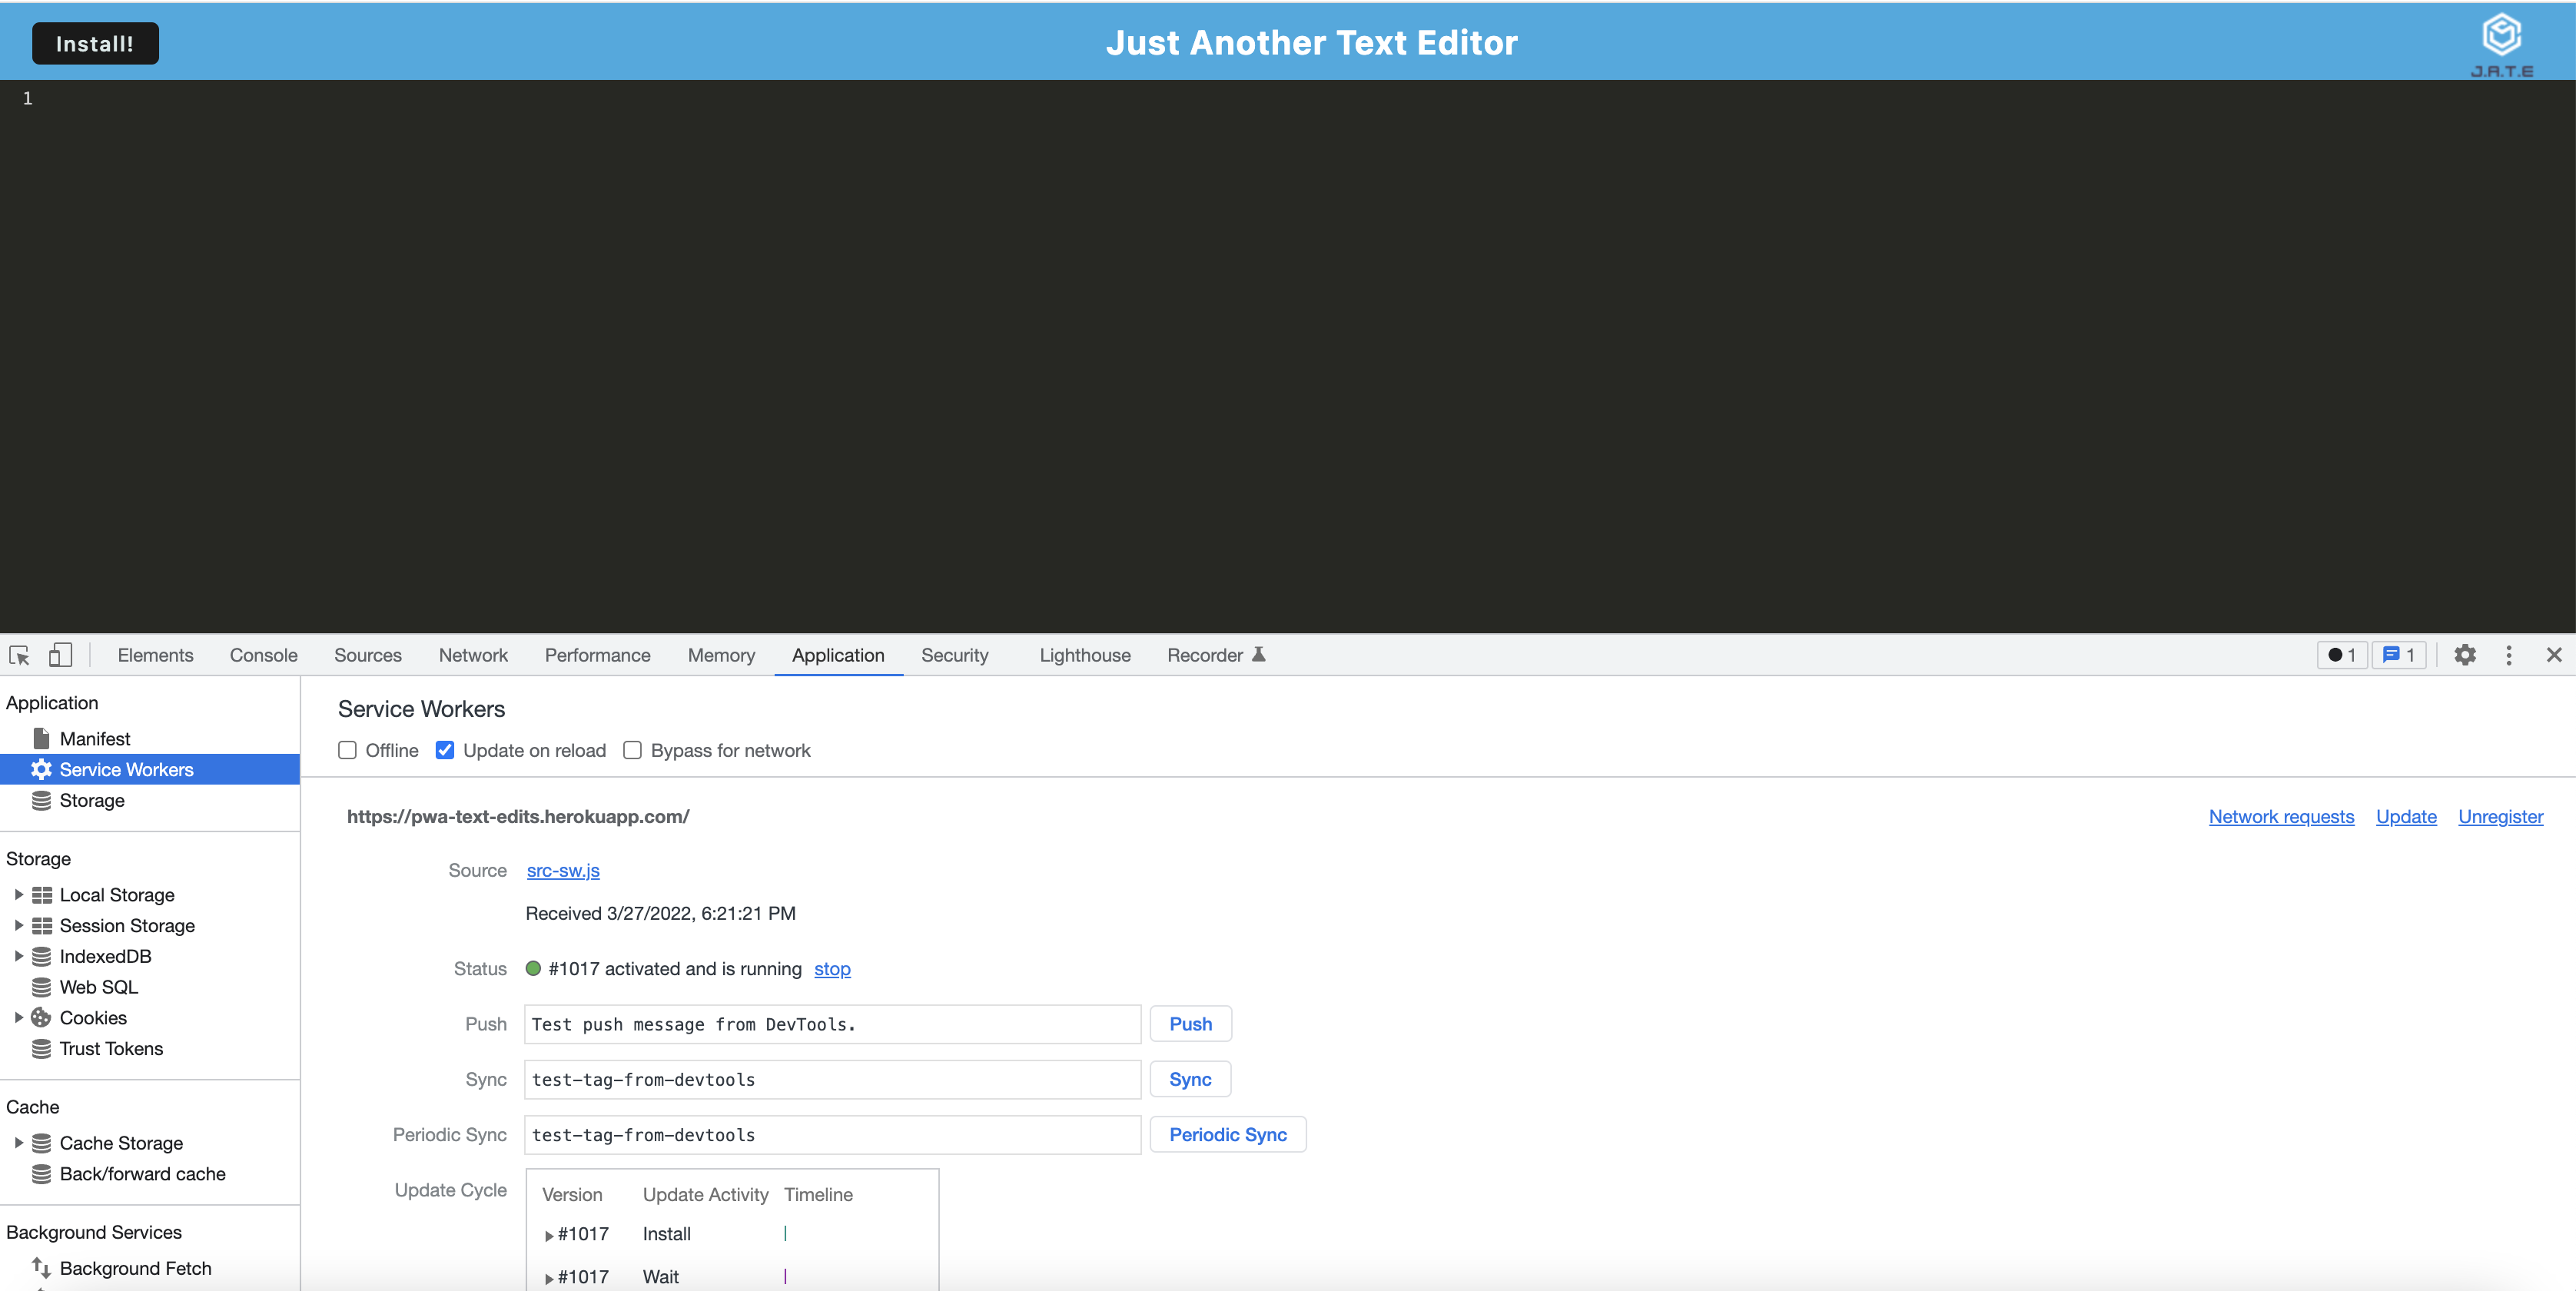 Install!
Just Another Text Editor
J.A.T.E
1
Elements Console Sources Network Performance Memory Application Security Lighthouse Recorder 1 1
Application
Manifest
Service Workers
Storage
Storage
Local Storage
Session Storage
IndexedDB
Web SQL
Cookies
Trust Tokens
Cache
Cache Storage
Back/forward cache
Background Services
Background Fetch
Service Workers
Offline Update on reload Bypass for network
https://pwa-text-edits.herokuapp.com/ Network requests Update Unregister
Source src-sw.js
Received 3/27/2022, 6:21:21 PM
Status #1017 activated and is running stop
Push Test push message from DevTools. Push
Sync test-tag-from-devtools Sync
Periodic Sync test-tag-from-devtools Periodic Sync
Update Cycle Version Update Activity Timeline
#1017 Install
#1017 Wait